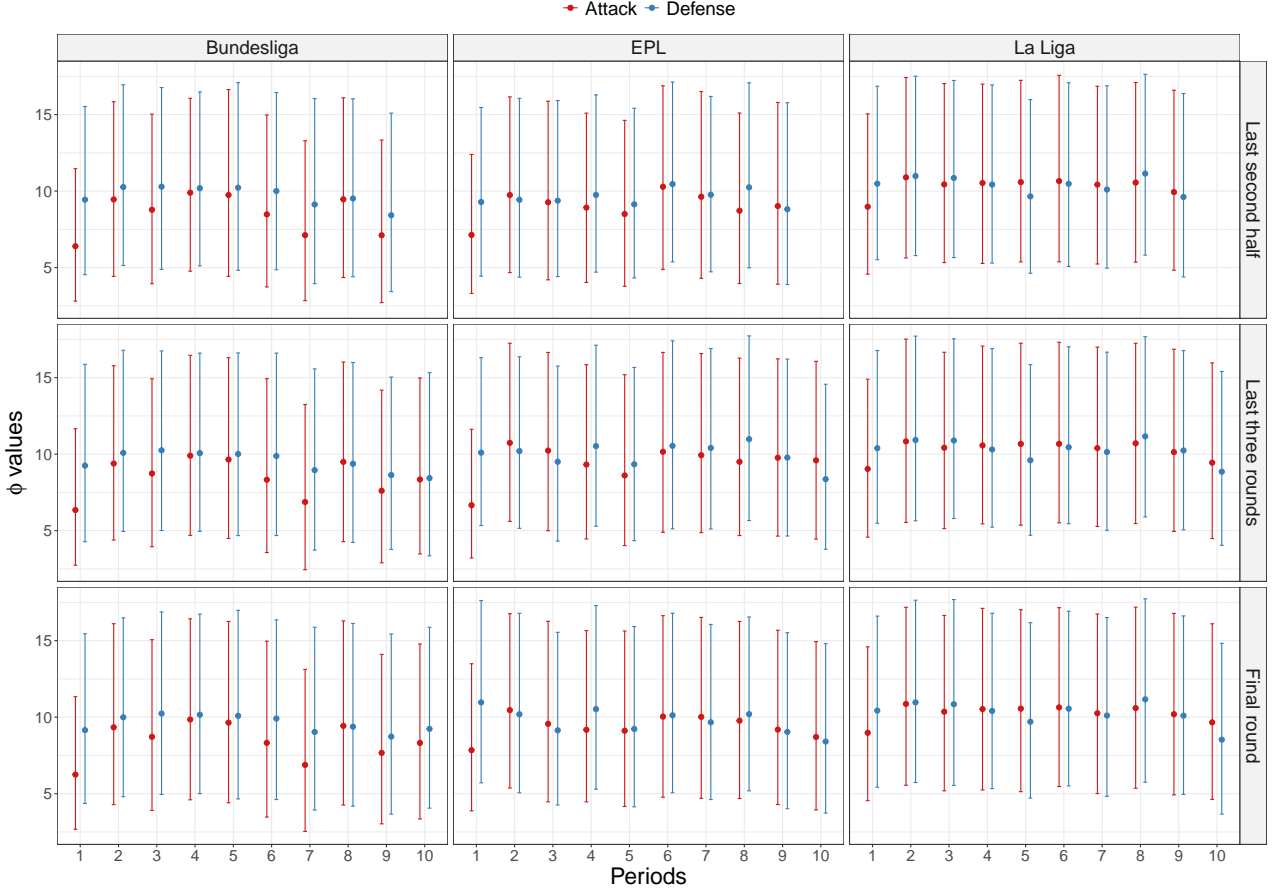 Attack Defense
Bundesliga EPL La Liga
15
10
5
Last second half
15
10
5
Last three rounds
ϕ values
15
10
5
Final round
1 2 3 4 5 6 7 8 9 10 1 2 3 4 5 6 7 8 9 10 1 2 3 4 5 6 7 8 9 10
Periods